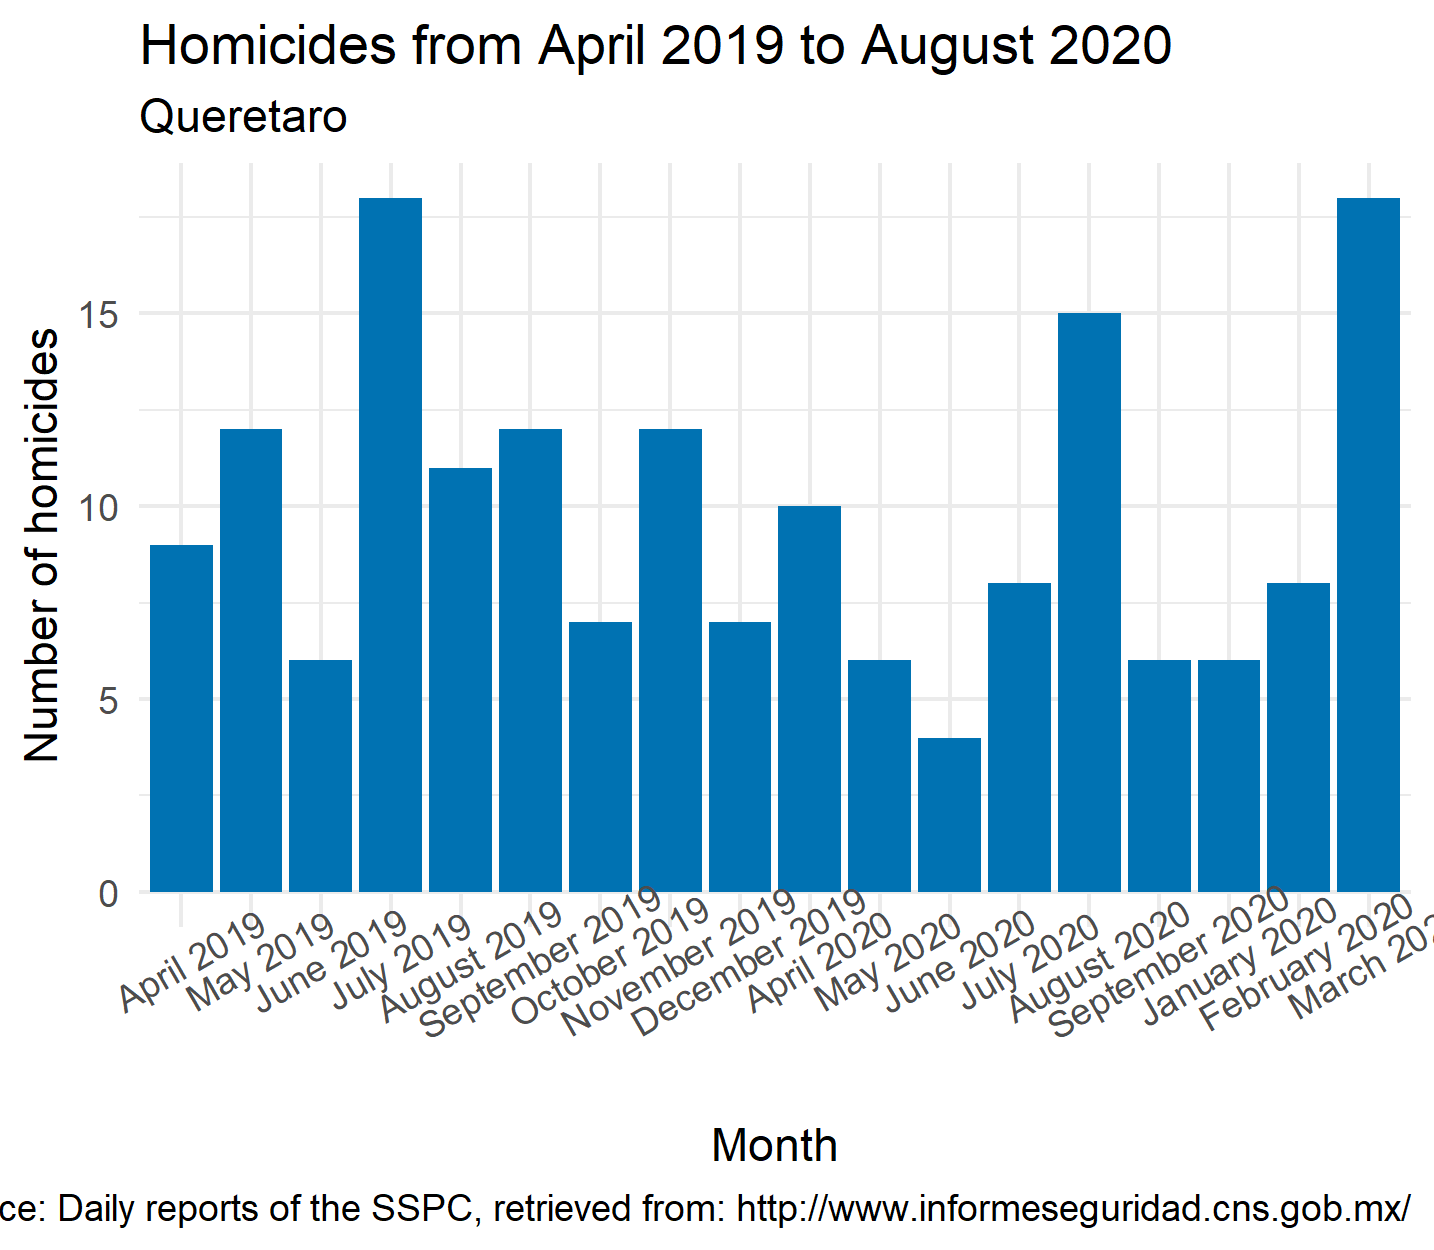 Homicides from April 2019 to August 2020
Queretaro
Number of homicides
15
10
5
0
April 2019
May 2019
June 2019
July 2019
August 2019
September 2019
October 2019
November 2019
December 2019
April 2020
May 2020
June 2020
July 2020
August 2020
September 2020
January 2020
February 2020
March 202
Month
ce: Daily reports of the SSPC, retrieved from: http://www.informeseguridad.cns.gob.mx/